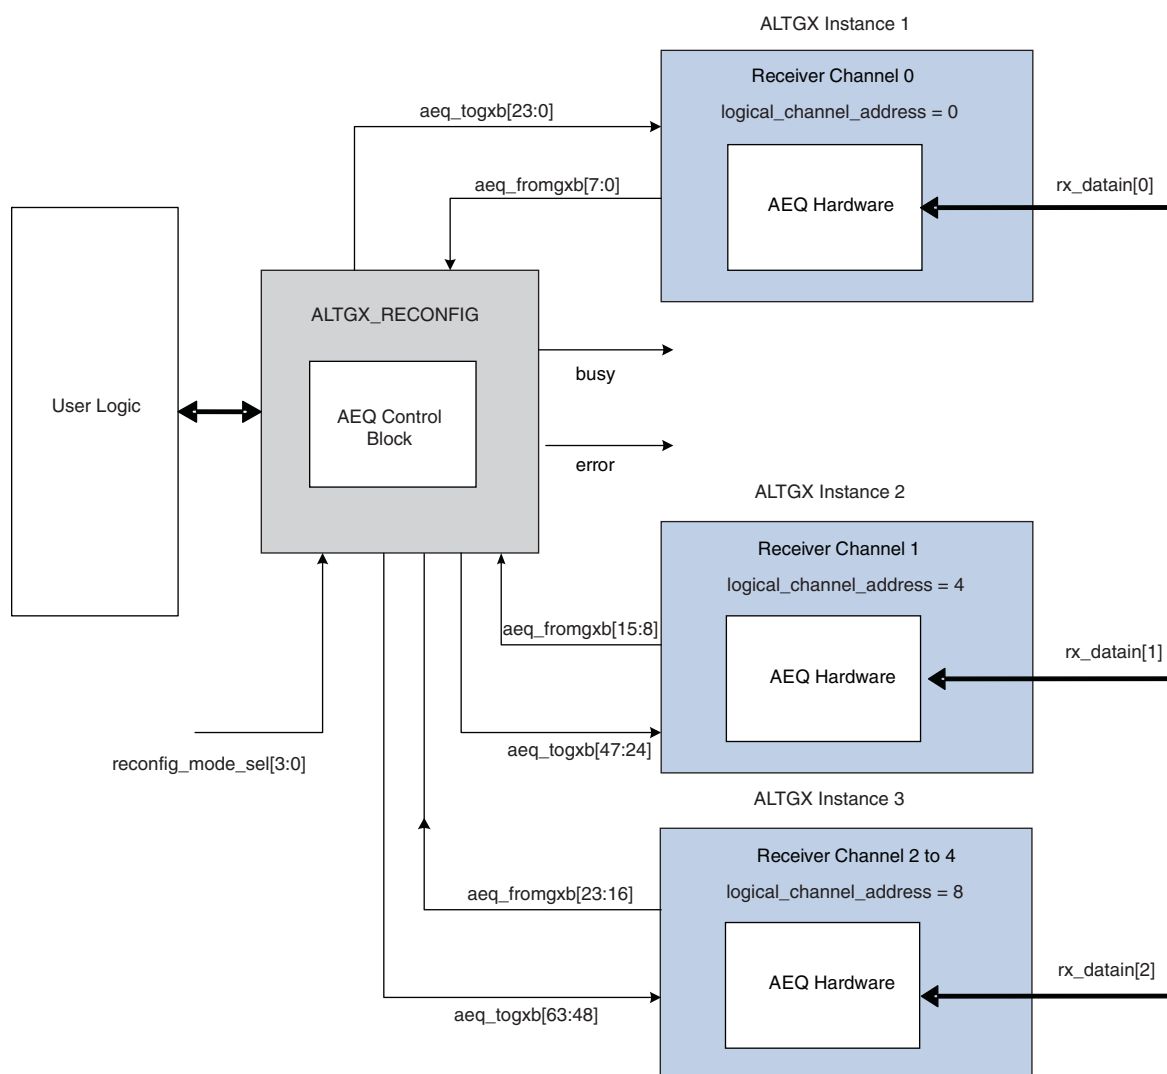 ALTGX Instance 1
Receiver Channel 0
logical_channel_address = 0
aeq_togxb[23:0]
aeq_fromgxb[7:0]
AEQ Hardware
rx_datain[0]
ALTGX_RECONFIG
busy
User Logic
AEQ Control
Block
error
ALTGX Instance 2
Receiver Channel 1
logical_channel_address = 4
aeq_fromgxb[15:8]
AEQ Hardware
rx_datain[1]
aeq_togxb[47:24]
reconfig_mode_sel[3:0]
ALTGX Instance 3
Receiver Channel 2 to 4
logical_channel_address = 8
aeq_fromgxb[23:16]
AEQ Hardware
rx_datain[2]
aeq_togxb[63:48]